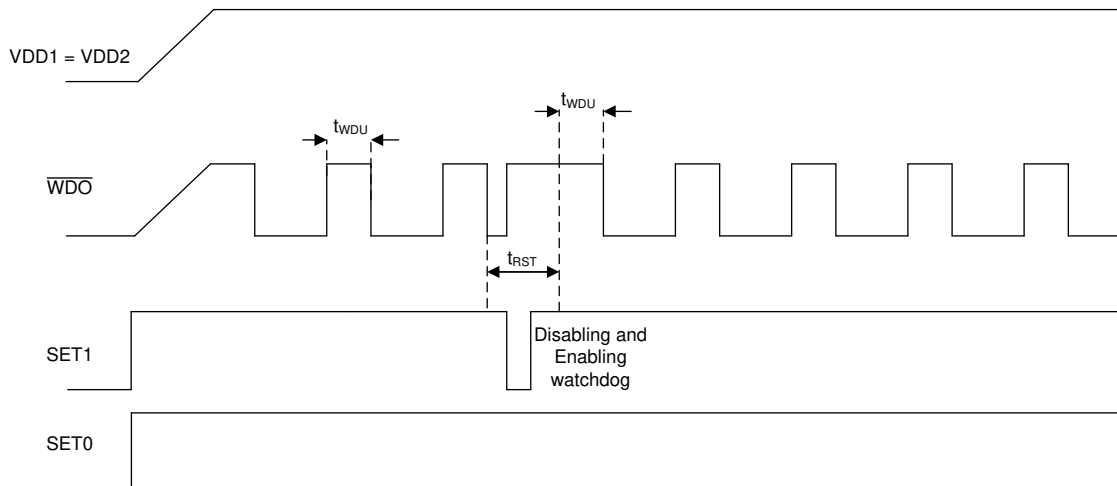 VDD1 = VDD2
tWDU
tWDU
WDO
tRST
SET1
Disabling and
Enabling
watchdog
SET0